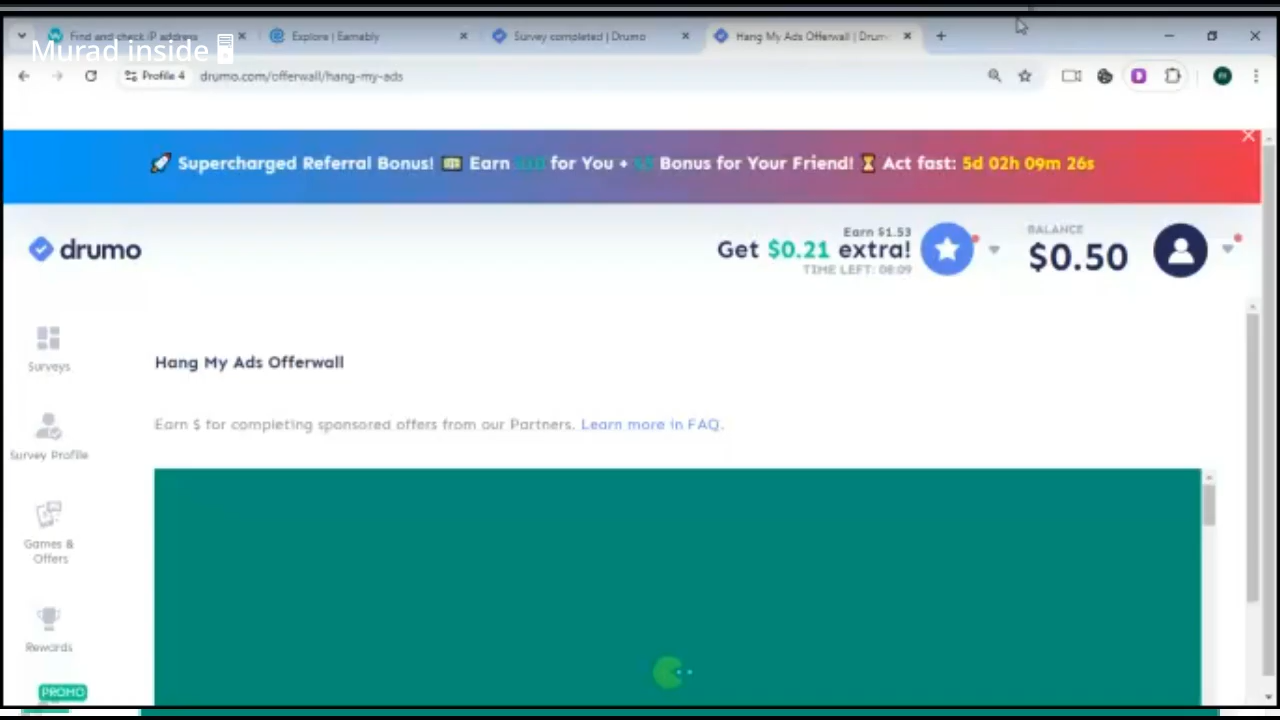 Find and check IP address
Explore | Earnably
Survey completed | Drumo
Hang My Ads Offerwall | Drum
Murad inside
Profile 4
drumo.com/offerwall/hang-my-ads
Supercharged Referral Bonus! Earn for You + Bonus for Your Friend! Act fast: 5d 02h 09m 26s
drumo
Earn $1.53
Get $0.21 extra!
TIME LEFT: 08:09
BALANCE
$0.50
Surveys
Survey Profile
Games &
Offers
Rewards
PROMO
Hang My Ads Offerwall
Earn $ for completing sponsored offers from our Partners. Learn more in FAQ.